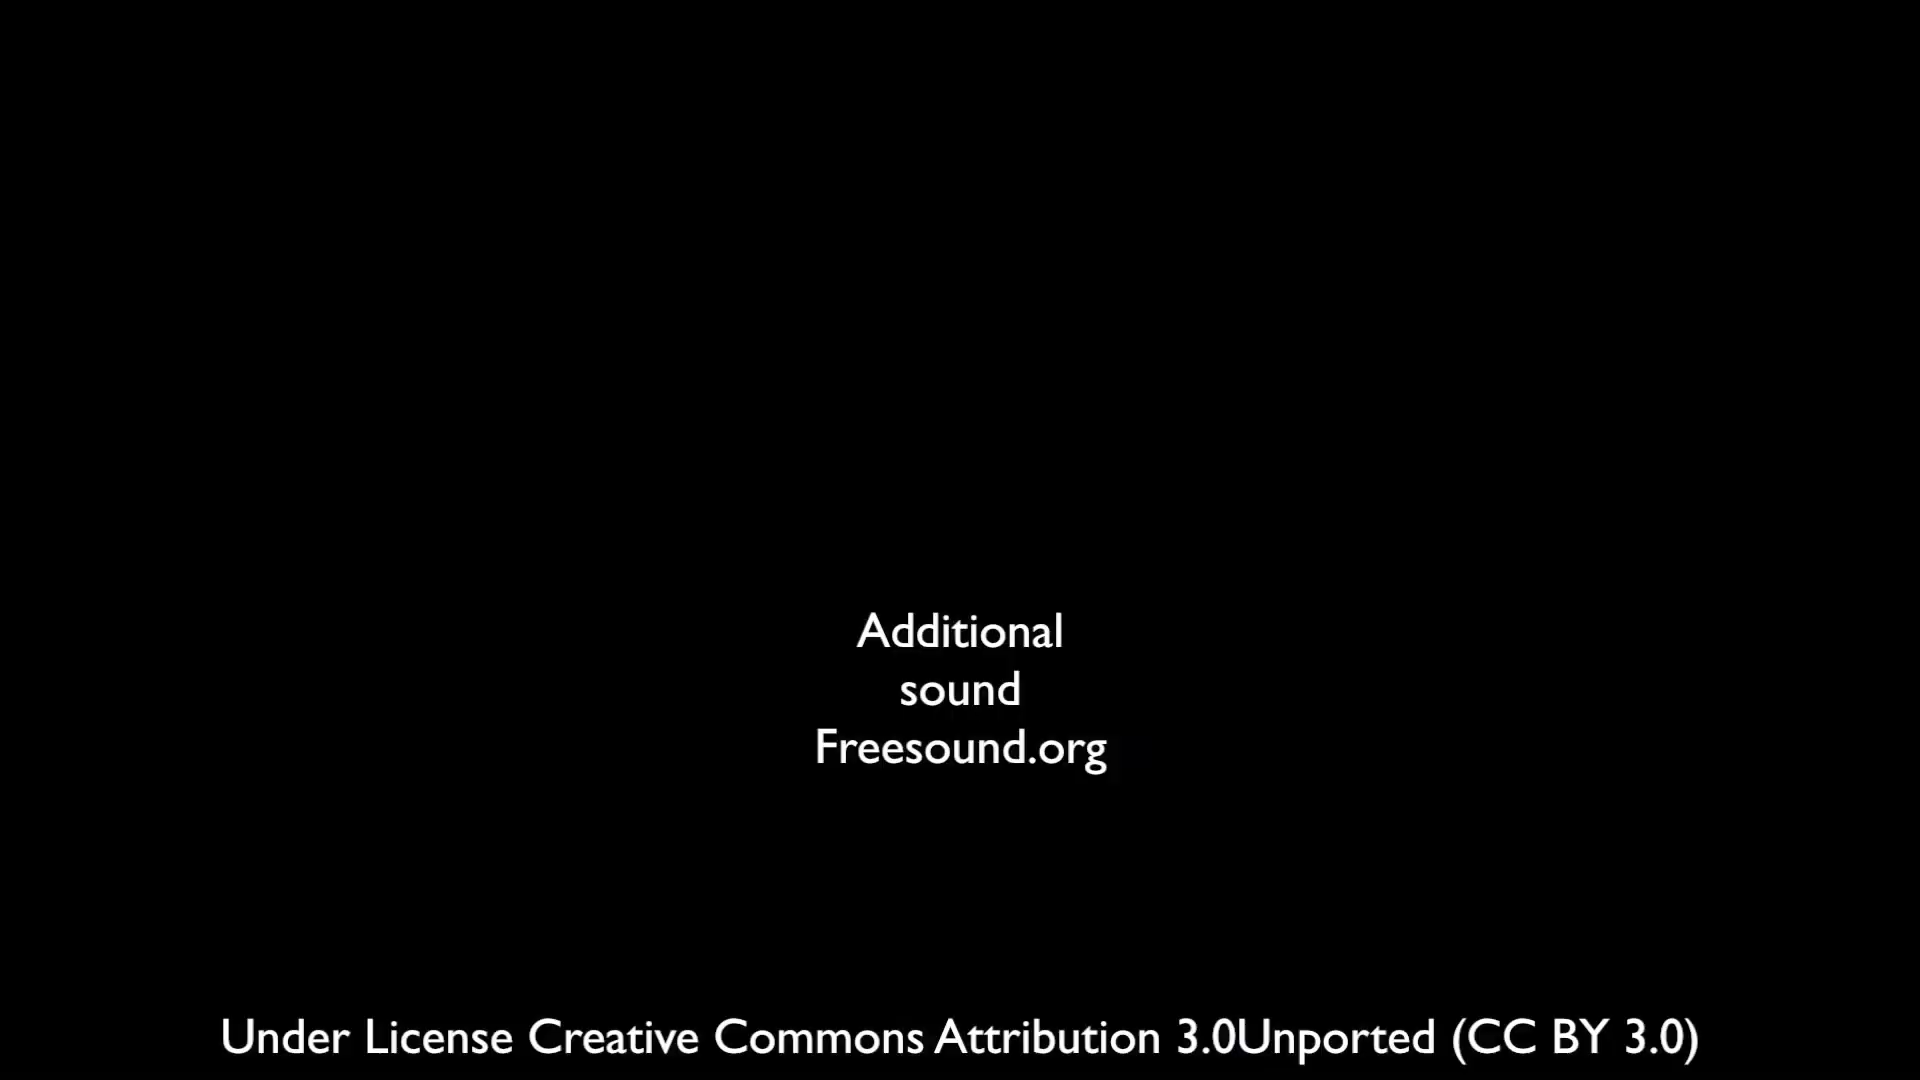 Additional
sound
Freesound.org
Under License Creative Commons Attribution 3.0Unported (CC BY 3.0)